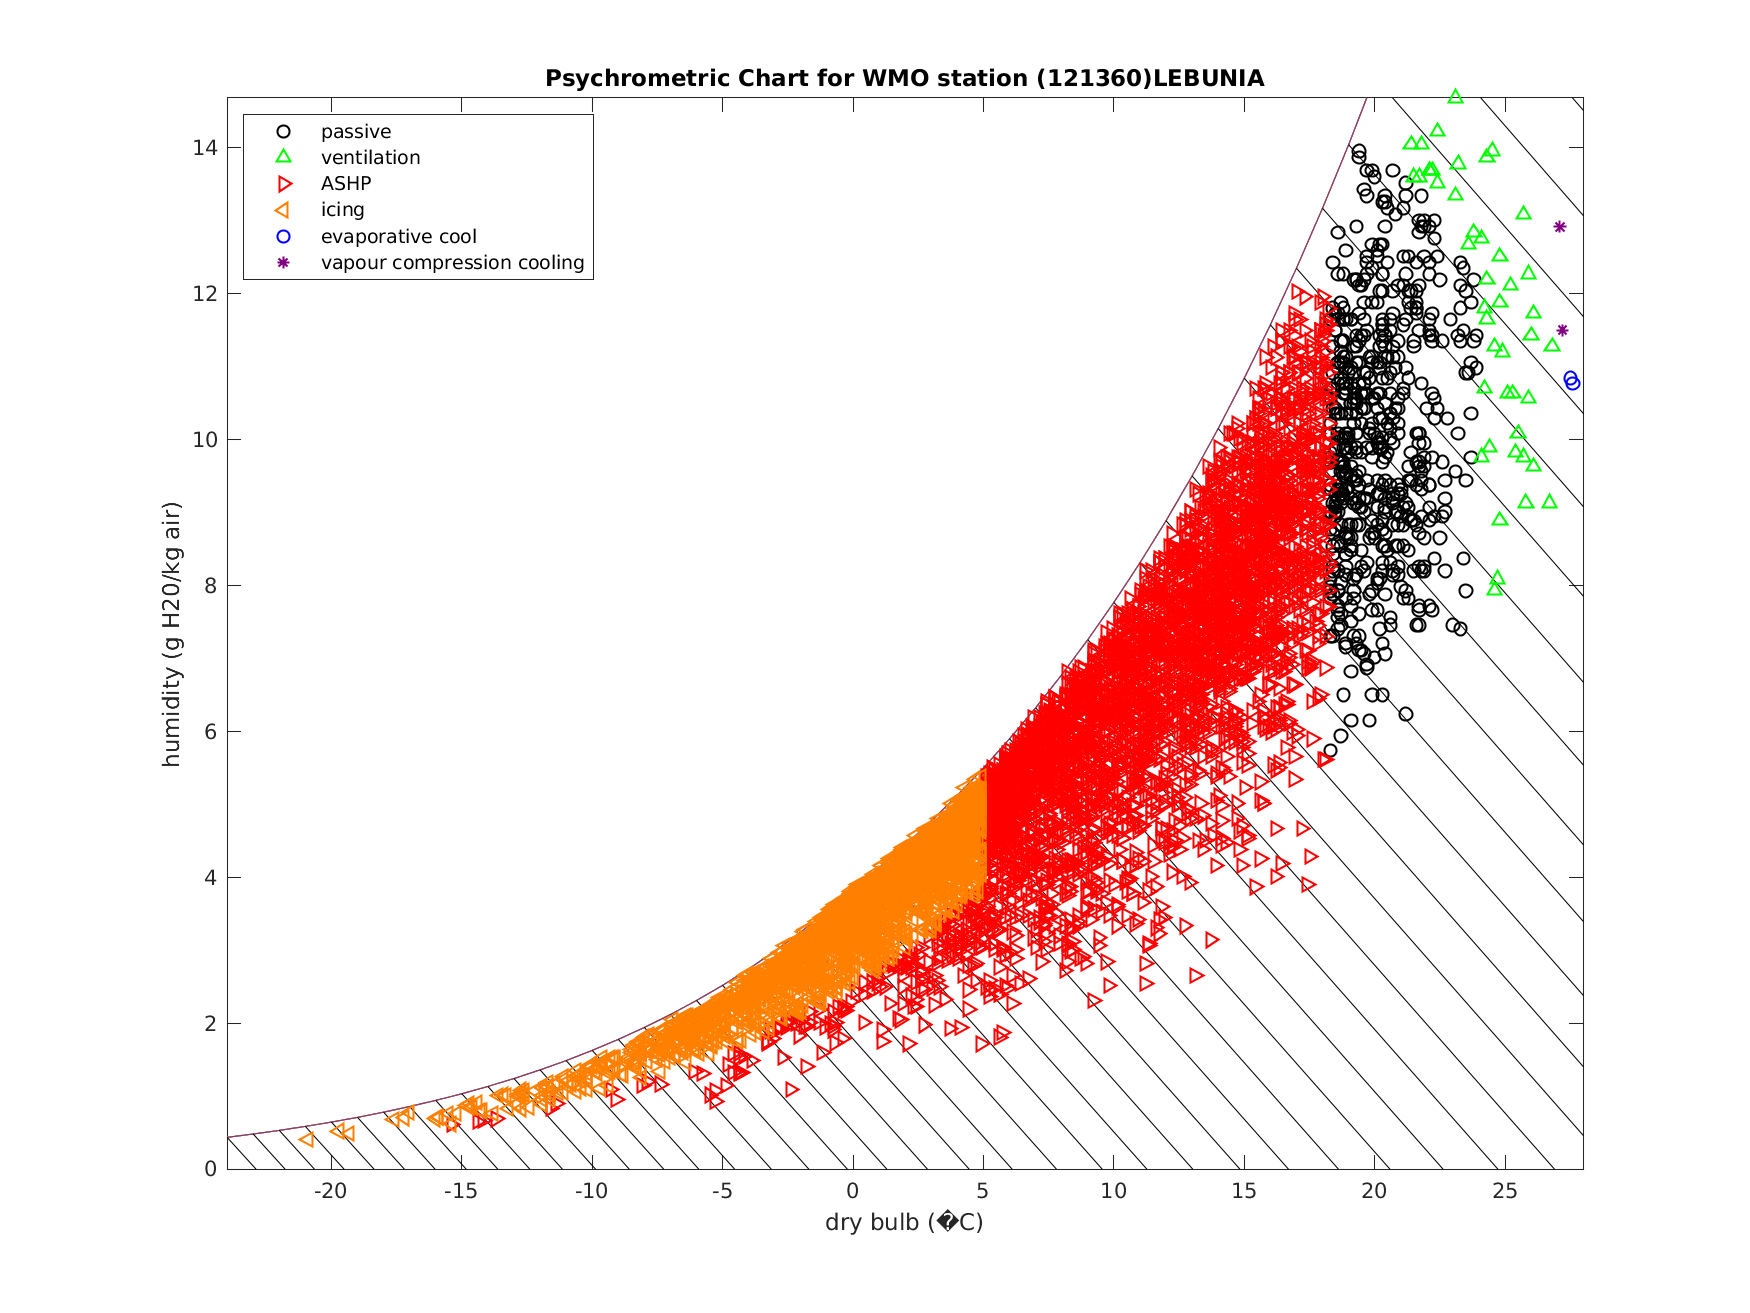 Psychrometric Chart for WMO station (121360)LEBUNIA
passive
ventilation
ASHP
icing
evaporative cool
vapour compression cooling
humidity (g H20/kg air)
14
12
10
8
6
4
2
0
-20 -15 -10 -5 0 5 10 15 20 25
dry bulb (�C)